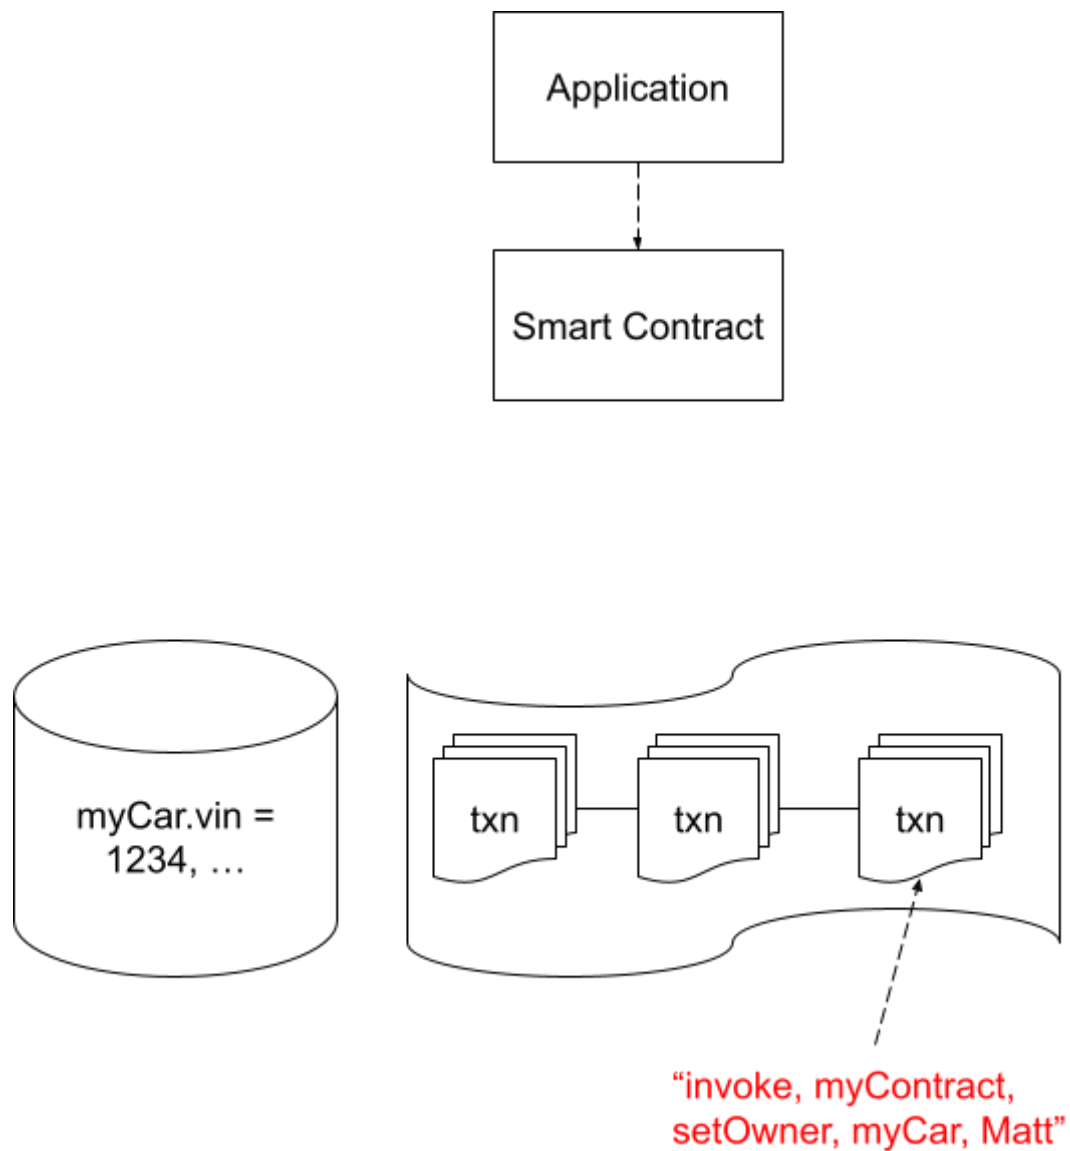 Application
Smart Contract
myCar.vin =
1234, …
txn
txn
txn
“invoke, myContract,
setOwner, myCar, Matt”